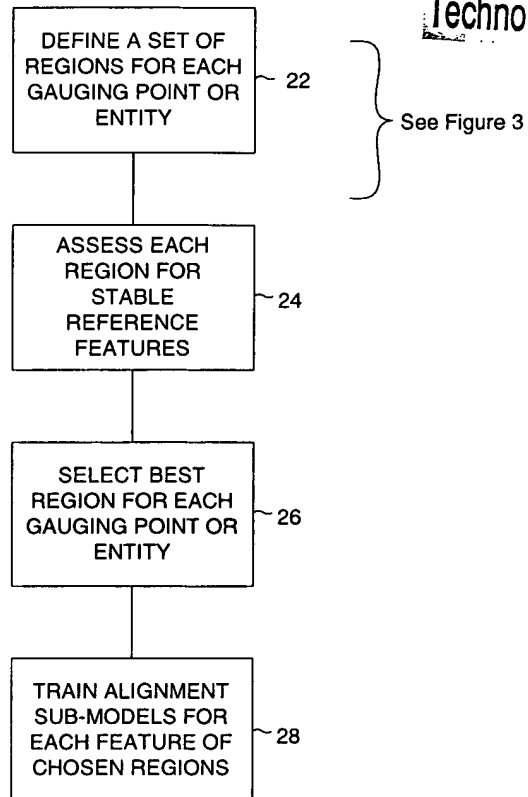 Techno
DEFINE A SET OF
REGIONS FOR EACH
GAUGING POINT OR
ENTITY
22
See Figure 3
ASSESS EACH
REGION FOR
STABLE
REFERENCE
FEATURES
24
SELECT BEST
REGION FOR EACH
GAUGING POINT OR
ENTITY
26
TRAIN ALIGNMENT
SUB-MODELS FOR
EACH FEATURE OF
CHOSEN REGIONS
28